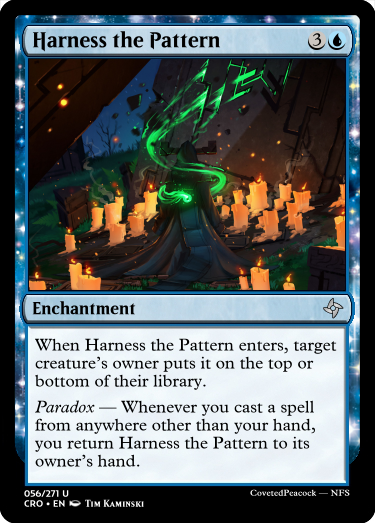 Harness the Pattern 3
Enchantment
When Harness the Pattern enters, target
creature's owner puts it on the top or
bottom of their library.
Paradox — Whenever you cast a spell
from anywhere other than your hand,
you return Harness the Pattern to its
owner's hand.
056/271 U
CRO • EN Tim Kaminski
CovetedPeacock — NFS